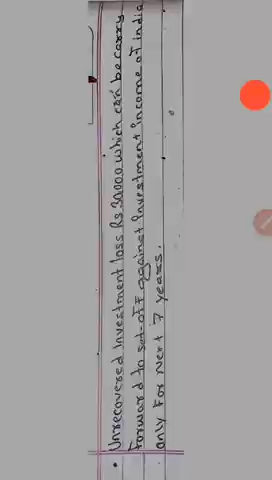 • Unrecovered Investment loss Rs.30,000 which can be carry
forward to set-off against Investment Income of India
only for next 7 years.